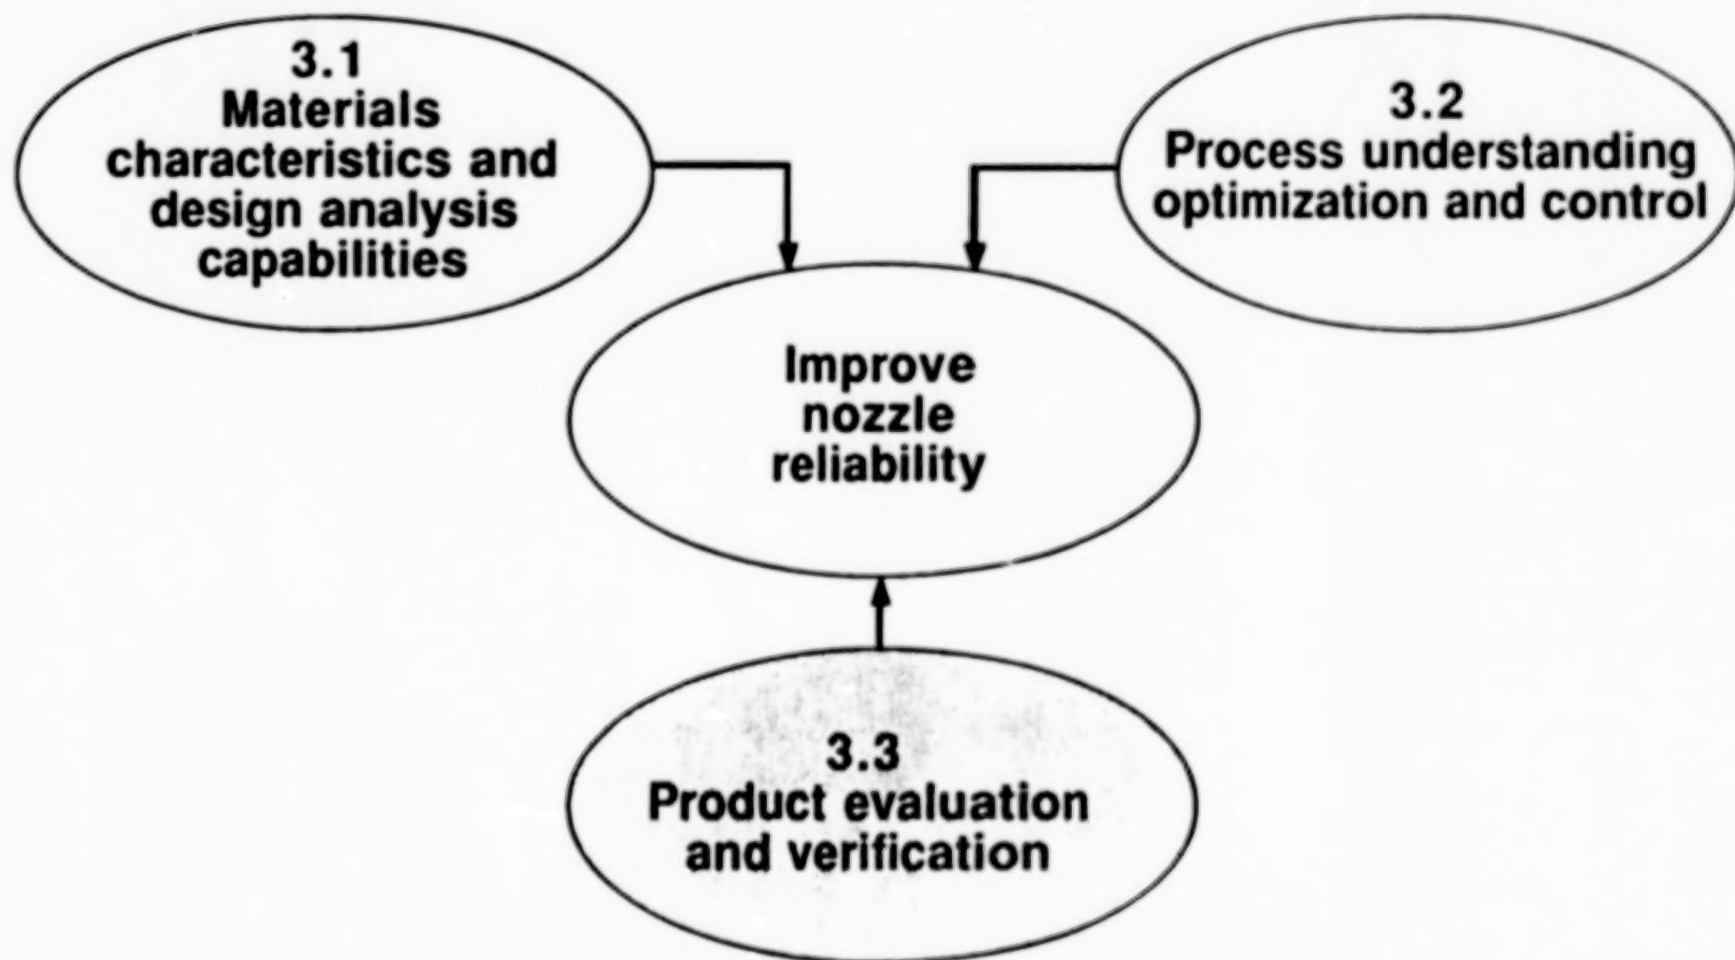 3.1
Materials
characteristics and
design analysis
capabilities
3.2
Process understanding
optimization and control
Improve
nozzle
reliability
3.3
Product evaluation
and verification